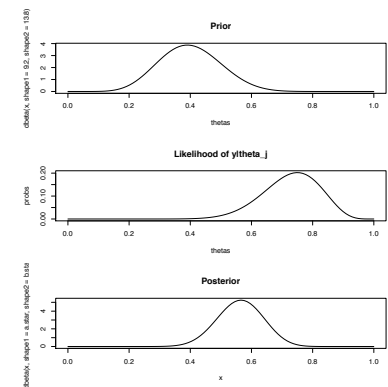 Prior
dbeta(x, shape1 = 9.2, shape2 = 13.8)
4
3
2
1
0
0.0 0.2 0.4 0.6 0.8 1.0
thetas
Likelihood of y|theta_j
probs
0.20
0.10
0.00
0.0 0.2 0.4 0.6 0.8 1.0
thetas
Posterior
lbeta(x, shape1 = a.star, shape2 = b.sta
4
2
0
0.0 0.2 0.4 0.6 0.8 1.0
x